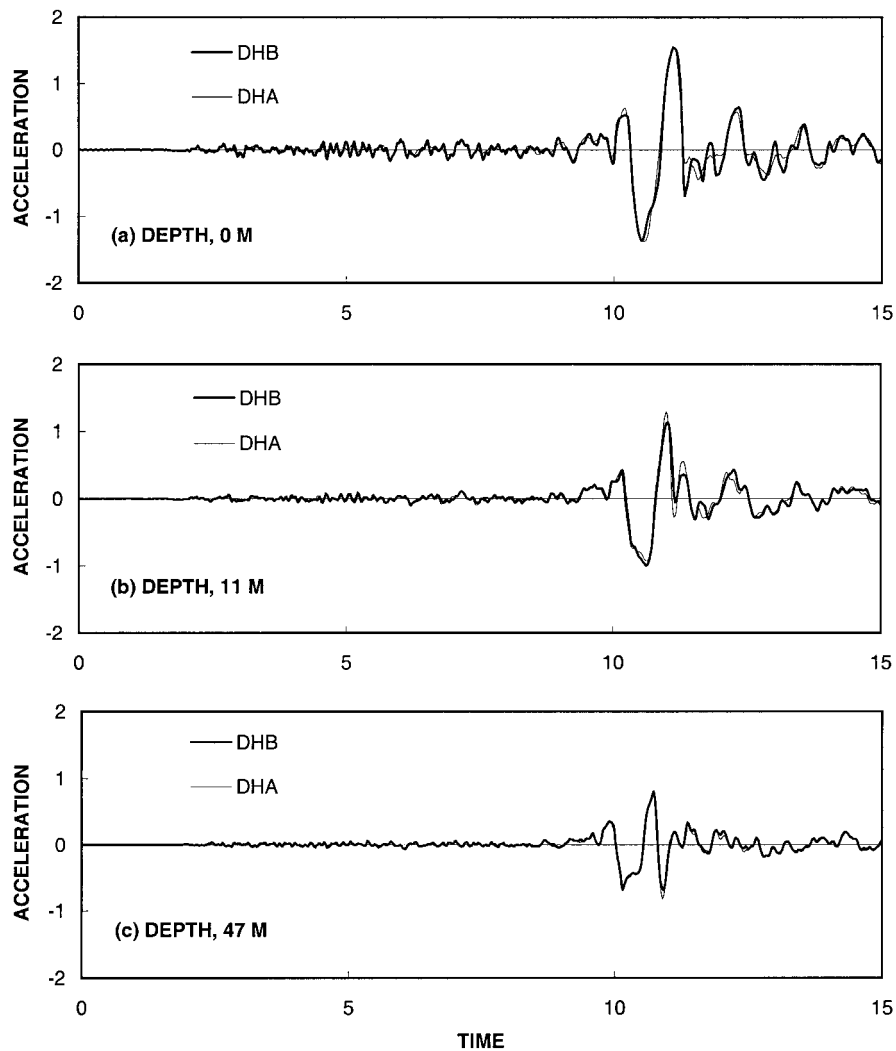 2
DHB
1
DHA
0
ACCELERATION
-1
(a) DEPTH, 0 M
-2
0 5 10 15
2
DHB
1
DHA
0
ACCELERATION
-1
(b) DEPTH, 11 M
-2
0 5 10 15
2
DHB
1
DHA
0
ACCELERATION
-1
(c) DEPTH, 47 M
-2
0 5 10 15
TIME